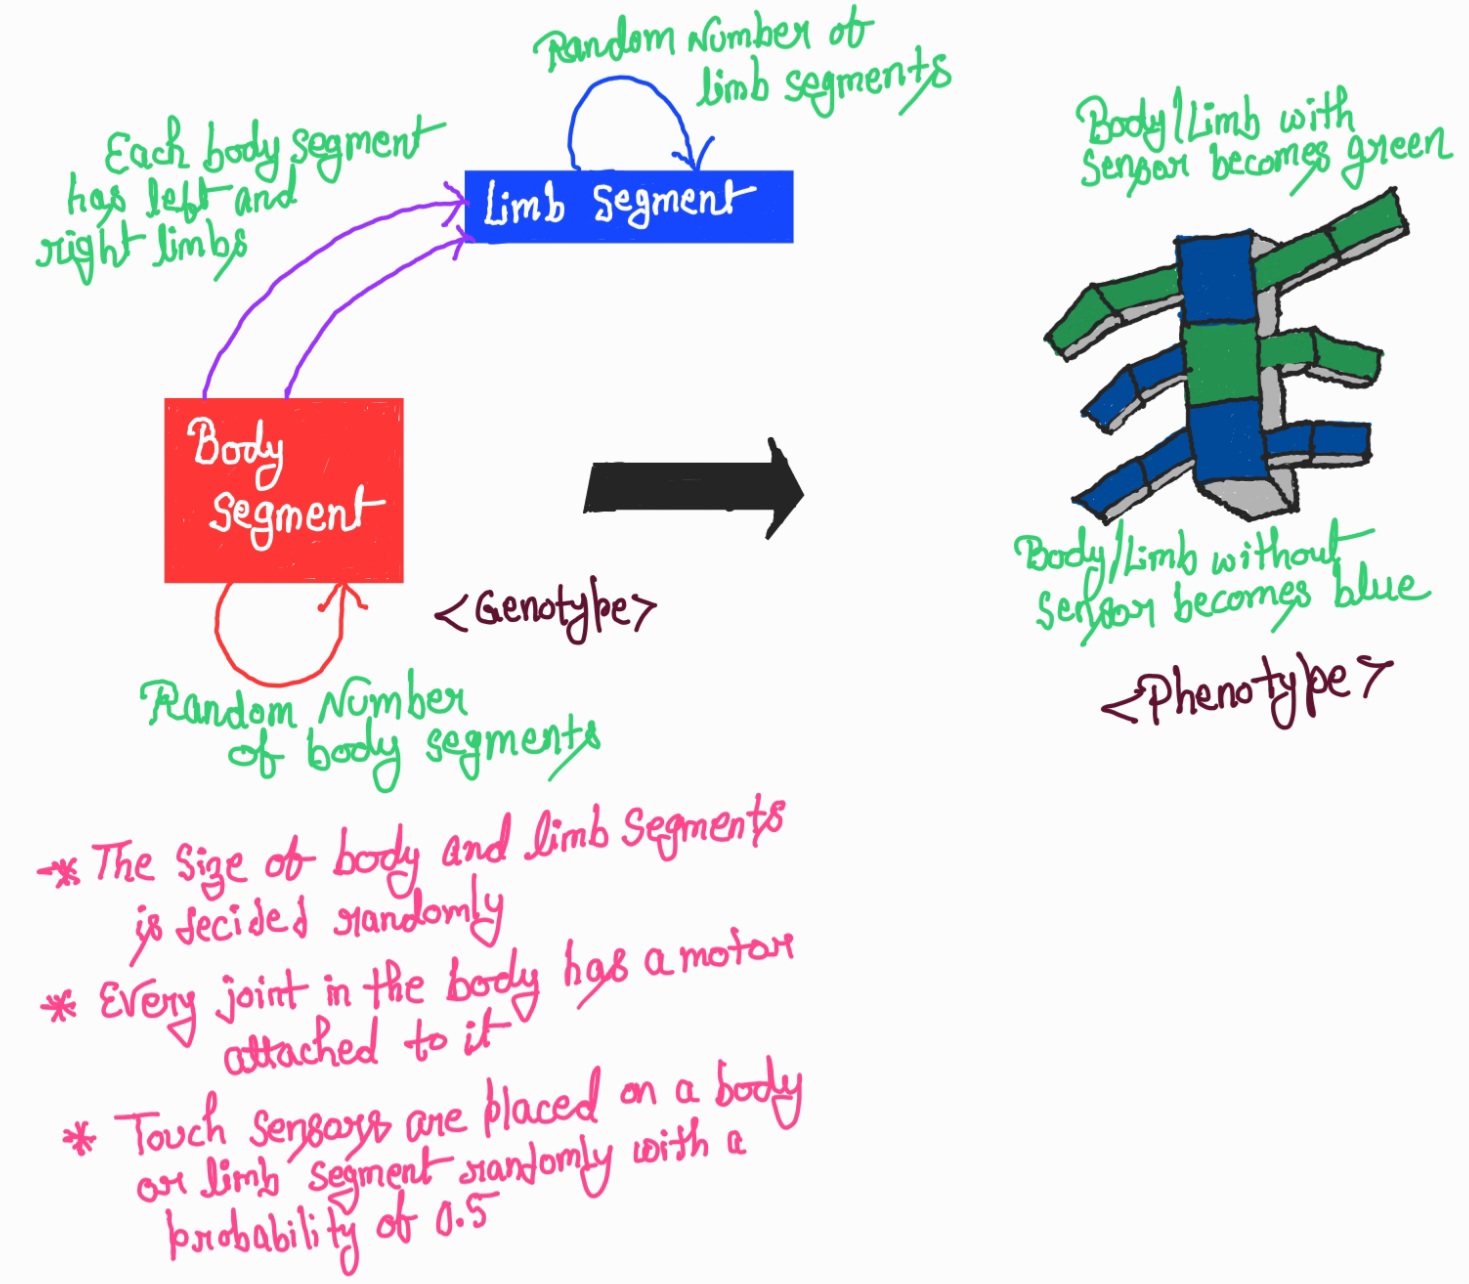 Random Number of
limb segments
Each body segment
has left and
right limbs
Limb Segment
Body
Segment
<Genotype>
Random Number
of body segments
Body/Limb with
Sensor becomes green
Body/Limb without
sensor becomes blue
<Phenotype>
* The size of body and limb segments
is decided randomly
* Every joint in the body has a motor
attached to it
* Touch sensors are placed on a body
or limb segment randomly with a
probability of 0.5